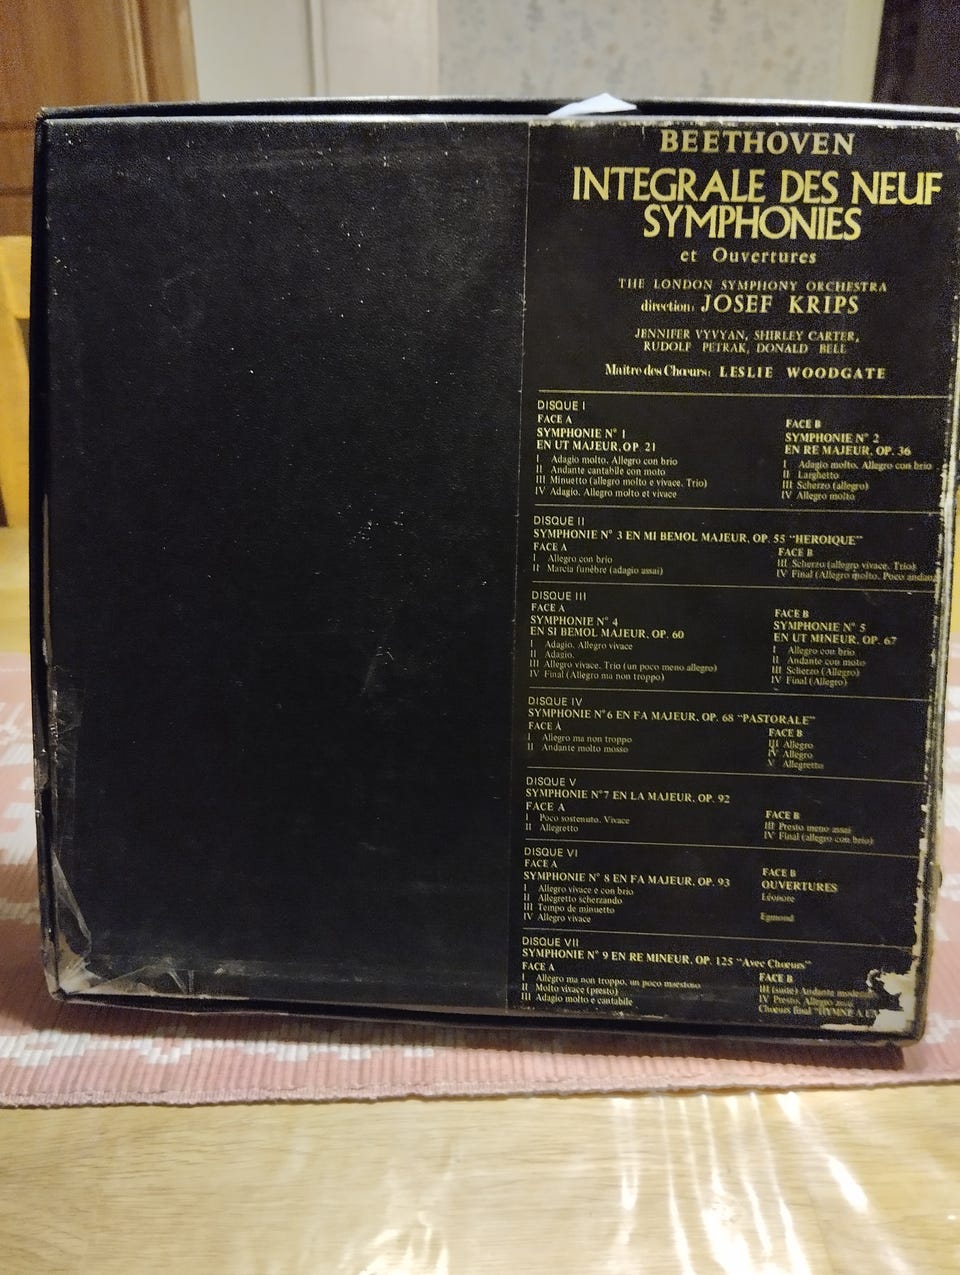 BEETHOVEN
INTEGRALE DES NEUF
SYMPHONIES
et Ouvertures
THE LONDON SYMPHONY ORCHESTRA
direction: JOSEF KRIPS
JENNIFER VYVYAN, SHIRLEY CARTER,
RUDOLF PETRAK, DONALD BELL
Maître des Chœurs: LESLIE WOODGATE
DISQUE I
FACE A
SYMPHONIE N° 1
EN UT MAJEUR, OP. 21
I Adagio molto. Allegro con brio
II Andante cantabile con moto
III Minuetto (allegro molto e vivace. Trio)
IV Adagio. Allegro molto et vivace
FACE B
SYMPHONIE N° 2
EN RE MAJEUR, OP. 36
I Adagio molto. Allegro con brio
II Larghetto
III Scherzo (allegro)
IV Allegro molto
DISQUE II
SYMPHONIE N° 3 EN MI BEMOL MAJEUR, OP. 55 "HEROIQUE"
FACE A
I Allegro con brio
II Marcia funèbre (adagio assai)
FACE B
III Scherzo (allegro vivace. Trio)
IV Final (Allegro molto. Poco
DISQUE III
FACE A
SYMPHONIE N° 4
EN SI BEMOL MAJEUR, OP. 60
I Adagio. Allegro vivace
II Adagio.
III Allegro vivace. Trio (un poco meno allegro)
IV Final (Allegro ma non troppo)
FACE B
SYMPHONIE N° 5
EN UT MINEUR, OP. 67
I Allegro con brio
II Andante con moto
III Scherzo (Allegro)
IV Final (Allegro)
DISQUE IV
SYMPHONIE N° 6 EN FA MAJEUR, OP. 68 "PASTORALE"
FACE A
I Allegro ma non troppo
II Andante molto mosso
FACE B
III Allegro
IV Allegro
V Allegretto
DISQUE V
SYMPHONIE N° 7 EN LA MAJEUR, OP. 92
FACE A
I Poco sostenuto. Vivace
II Allegretto
FACE B
III Presto meno assai
IV Final (allegro con brio)
DISQUE VI
FACE A
SYMPHONIE N° 8 EN FA MAJEUR, OP. 93
I Allegro vivace e con brio
II Allegretto scherzando
III Tempo de minuetto
IV Allegro vivace
FACE B
OUVERTURES
Léonore
Egmond
DISQUE VII
SYMPHONIE N° 9 EN RE MINEUR, OP. 125 "Avec Chœurs"
FACE A
I Allegro ma non troppo, un poco maestoso
II Molto vivace (presto)
III Adagio molto e cantabile
FACE B
III (suite) Andante
IV Presto. Allegro
Chœurs final "HYMNE A